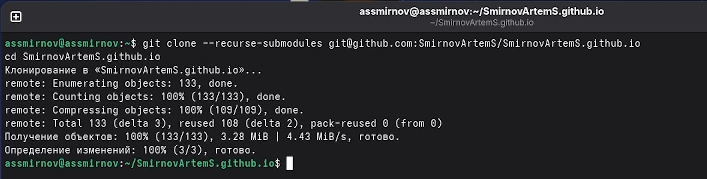 assmirnov@assmirnov:~/SmirnovArtemS.github.io
~/SmirnovArtemS.github.io
assmirnov@assmirnov:~$ git clone --recurse-submodules git@github.com:SmirnovArtemS/SmirnovArtemS.github.io
cd SmirnovArtemS.github.io
Клонирование в «SmirnovArtemS.github.io»...
remote: Enumerating objects: 133, done.
remote: Counting objects: 100% (133/133), done.
remote: Compressing objects: 100% (109/109), done.
remote: Total 133 (delta 3), reused 108 (delta 2), pack-reused 0 (from 0)
Получение объектов: 100% (133/133), 3.28 MiB | 4.43 MiB/s, готово.
Определение изменений: 100% (3/3), готово.
assmirnov@assmirnov:~/SmirnovArtemS.github.io$